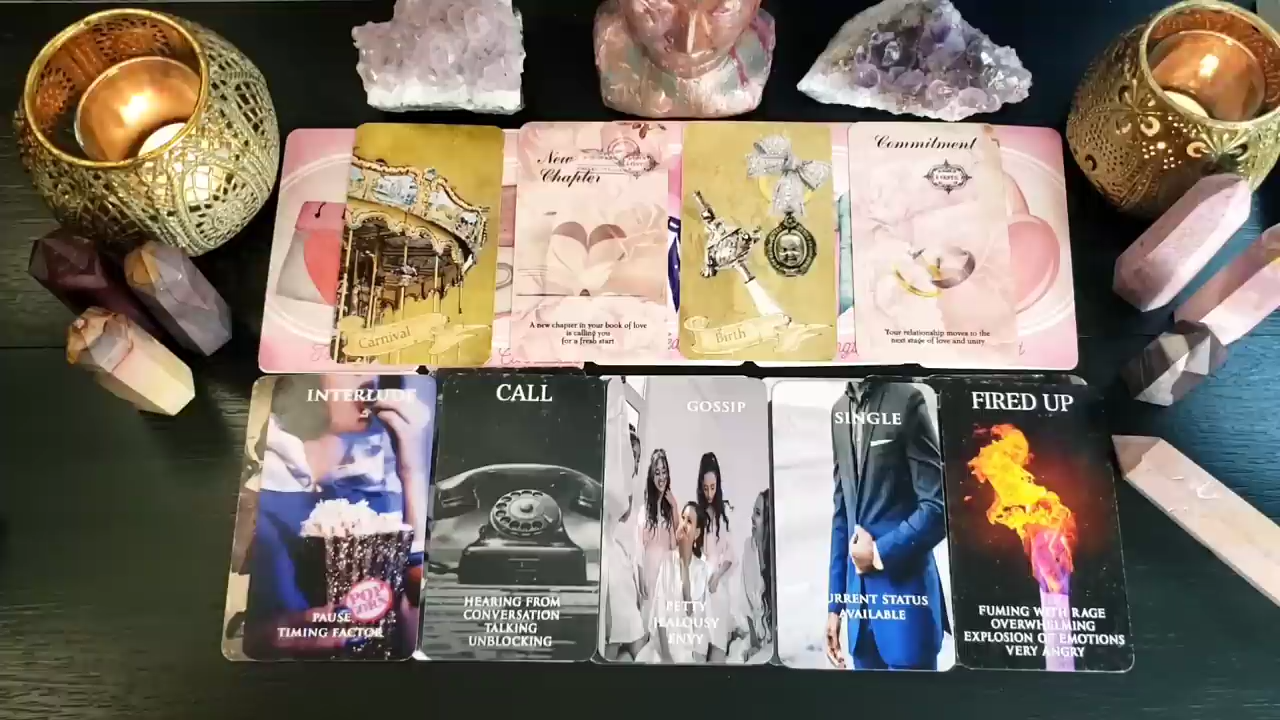 New
Chapter
A new chapter in your book of love
is calling you
for a fresh start
Carnival
Birth
Commitment
Your relationship moves to the
next stage of love and unity
INTERLUDE
POP
PAUSE
TIMING FACTOR
CALL
HEARING FROM
CONVERSATION
TALKING
UNBLOCKING
GOSSIP
PETTY
JEALOUSY
ENVY
SINGLE
URRENT STATUS
AVAILABLE
FIRED UP
FUMING WITH RAGE
OVERWHELMING
EXPLOSION OF EMOTIONS
VERY ANGRY